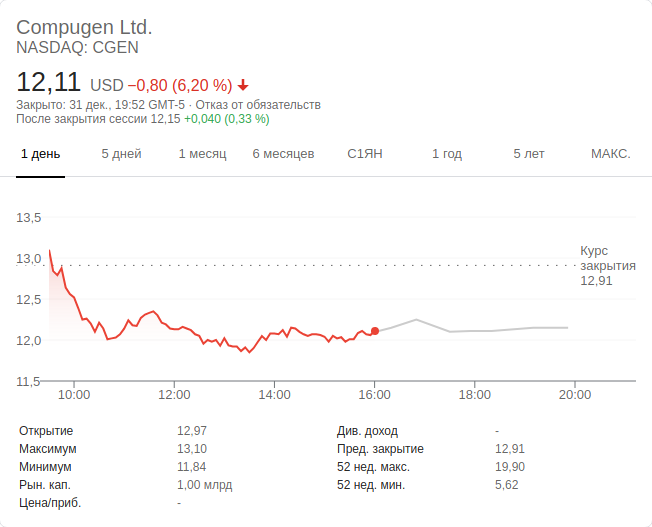 Compugen Ltd.
NASDAQ: CGEN
12,11 USD −0,80 (6,20 %)
Закрыто: 31 дек., 19:52 GMT-5 · Отказ от обязательств
После закрытия сессии 12,15 +0,040 (0,33 %)
1 день 5 дней 1 месяц 6 месяцев С1ЯН 1 год 5 лет МАКС.
13,5
13,0
12,5
12,0
11,5
Курс
закрытия
12,91
10:00 12:00 14:00 16:00 18:00 20:00
Открытие 12,97 Див. доход -
Максимум 13,10 Пред. закрытие 12,91
Минимум 11,84 52 нед. макс. 19,90
Рын. кап. 1,00 млрд 52 нед. мин. 5,62
Цена/приб. -